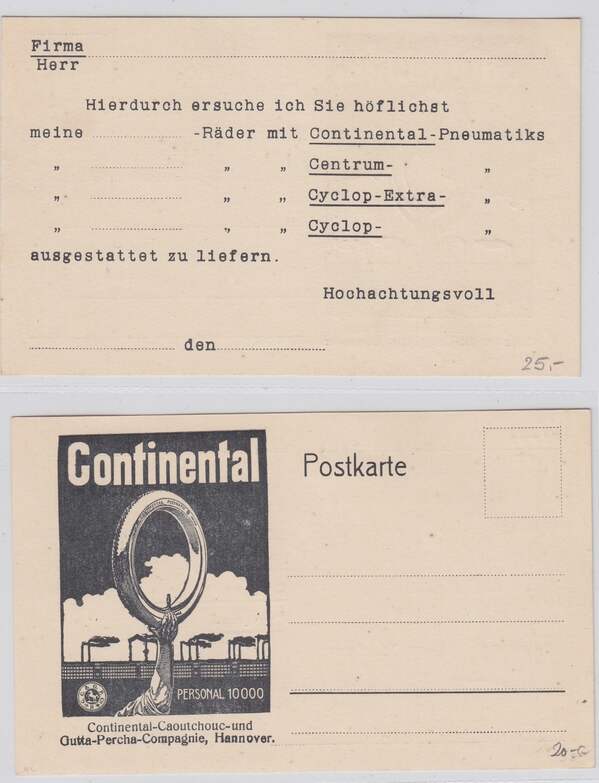 Firma
Herr
Hierdurch ersuche ich Sie höflichst
meine -Räder mit Continental-Pneumatiks
„ „ „ Centrum- „
„ „ „ Cyclop-Extra- „
„ „ „ Cyclop- „
ausgestattet zu liefern.
Hochachtungsvoll
den
25,-
Continental
Postkarte
PERSONAL 10000
Continental-Caoutchouc-und
Gutta-Percha-Compagnie, Hannover.